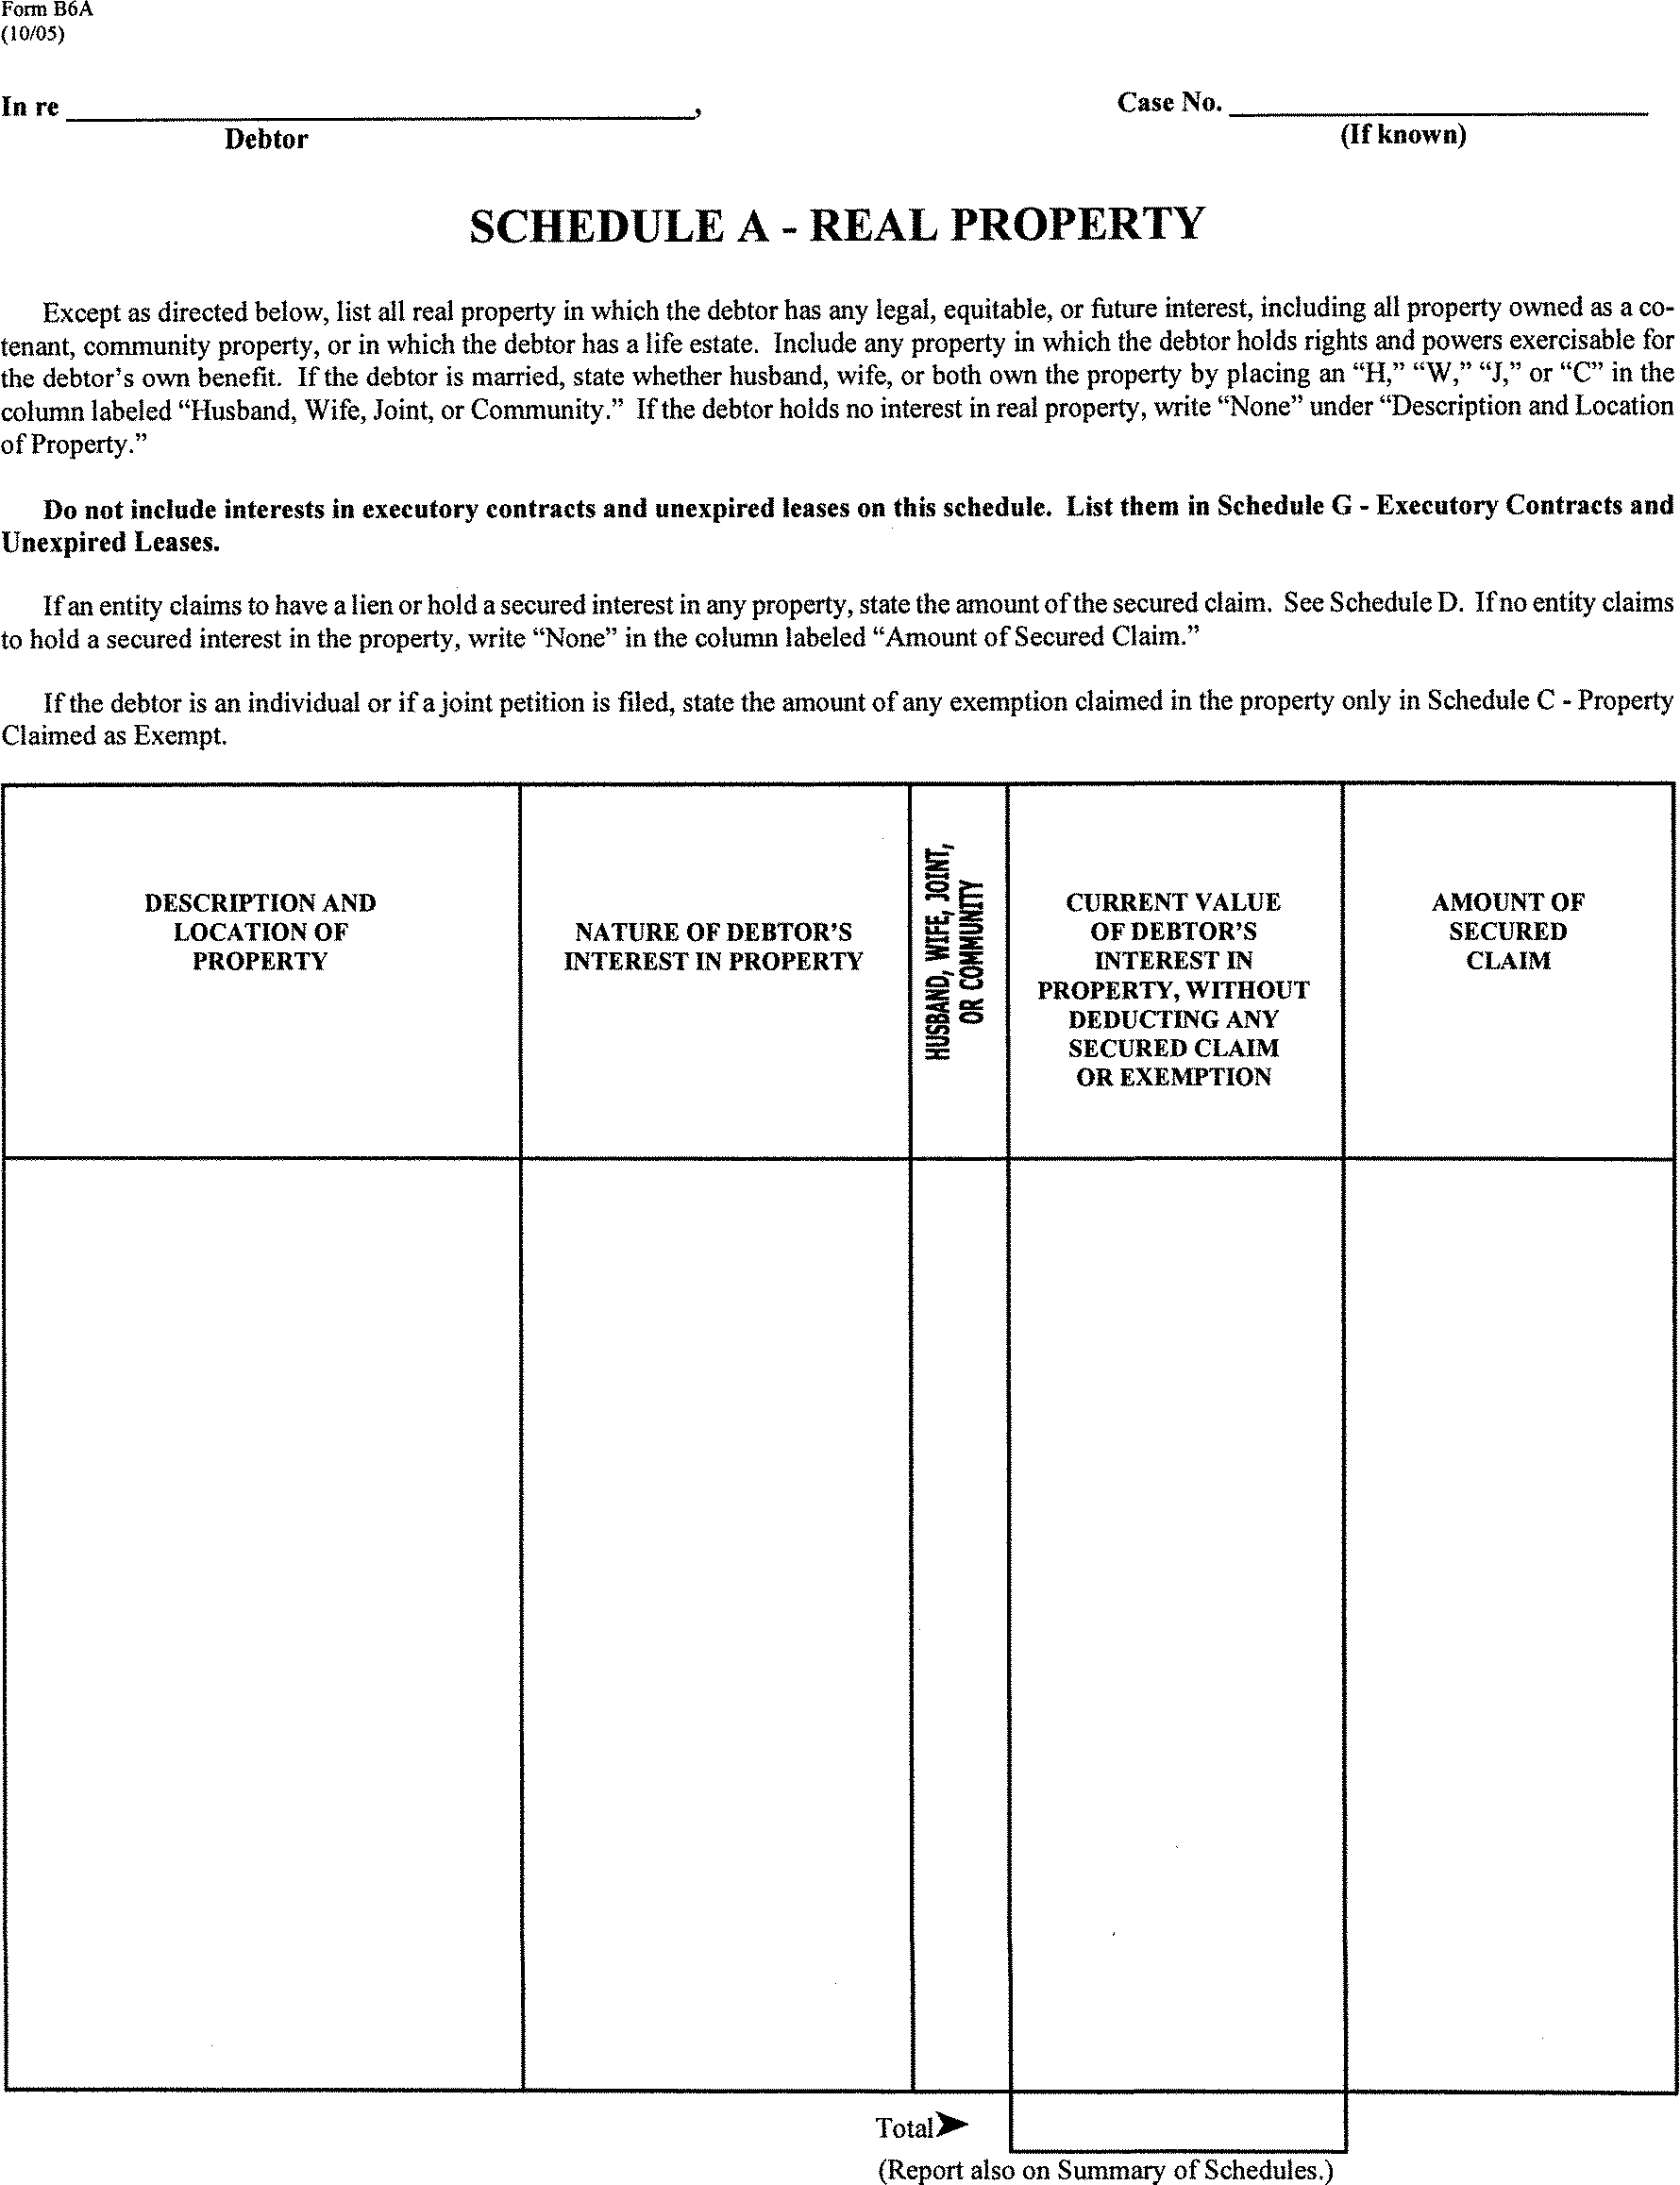 Form B6A
(10/05)
In re ______________________________,
Debtor
Case No. ____________________
(If known)
SCHEDULE A - REAL PROPERTY
Except as directed below, list all real property in which the debtor has any legal, equitable, or future interest, including all property owned as a co-
tenant, community property, or in which the debtor has a life estate. Include any property in which the debtor holds rights and powers exercisable for
the debtor's own benefit. If the debtor is married, state whether husband, wife, or both own the property by placing an “H,” “W,” “J,” or “C” in the
column labeled “Husband, Wife, Joint, or Community.” If the debtor holds no interest in real property, write “None” under “Description and Location
of Property.”
Do not include interests in executory contracts and unexpired leases on this schedule. List them in Schedule G - Executory Contracts and
Unexpired Leases.
If an entity claims to have a lien or hold a secured interest in any property, state the amount of the secured claim. See Schedule D. If no entity claims
to hold a secured interest in the property, write “None” in the column labeled “Amount of Secured Claim.”
If the debtor is an individual or if a joint petition is filed, state the amount of any exemption claimed in the property only in Schedule C - Property
Claimed as Exempt.
DESCRIPTION AND
LOCATION OF
PROPERTY
NATURE OF DEBTOR'S
INTEREST IN PROPERTY
HUSBAND, WIFE, JOINT,
OR COMMUNITY
CURRENT VALUE
OF DEBTOR'S
INTEREST IN
PROPERTY, WITHOUT
DEDUCTING ANY
SECURED CLAIM
OR EXEMPTION
AMOUNT OF
SECURED
CLAIM
Total➤
(Report also on Summary of Schedules.)